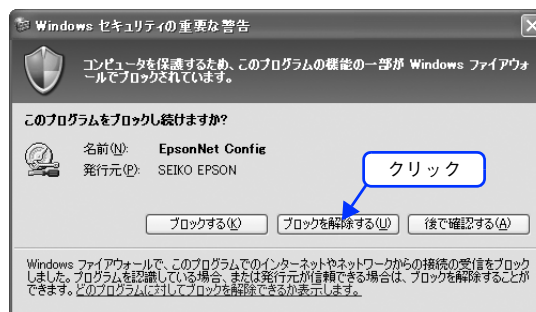 Windows セキュリティの重要な警告
コンピュータを保護するため、このプログラムの機能の一部が Windows ファイアウォ
ールでブロックされています。
このプログラムをブロックし続けますか?
名前(N): EpsonNet Config
発行元(P): SEIKO EPSON
クリック
ブロックする(K) ブロックを解除する(U) 後で確認する(A)
Windows ファイアウォールで、このプログラムでのインターネットやネットワークからの接続の受信をブロック
しました。プログラムを認識している場合、または発行元が信頼できる場合は、ブロックを解除することが
できます。どのプログラムに対してブロックを解除できるか表示します。